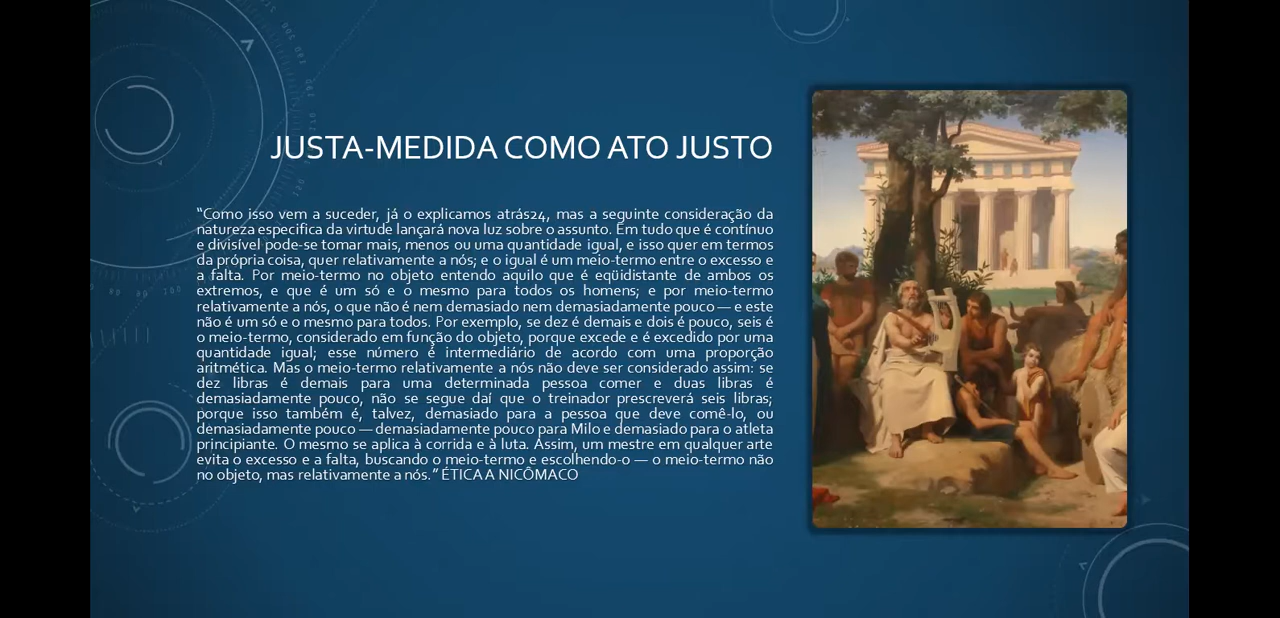 JUSTA-MEDIDA COMO ATO JUSTO
“Como isso vem a suceder, já o explicamos atrás24, mas a seguinte consideração da
natureza especifica da virtude lançará nova luz sobre o assunto. Em tudo que é contínuo
e divisível pode-se tomar mais, menos ou uma quantidade igual, e isso quer em termos
da própria coisa, quer relativamente a nós; e o igual é um meio-termo entre o excesso e
a falta. Por meio-termo no objeto entendo aquilo que é eqüidistante de ambos os
extremos, e que é um só e o mesmo para todos os homens; e por meio-termo
relativamente a nós, o que não é nem demasiado nem demasiadamente pouco — e este
não é um só e o mesmo para todos. Por exemplo, se dez é demais e dois é pouco, seis é
o meio-termo, considerado em função do objeto, porque excede e é excedido por uma
quantidade igual; esse número é intermediário de acordo com uma proporção
aritmética. Mas o meio-termo relativamente a nós não deve ser considerado assim: se
dez libras é demais para uma determinada pessoa comer e duas libras é
demasiadamente pouco, não se segue daí que o treinador prescreverá seis libras;
porque isso também é, talvez, demasiado para a pessoa que deve comê-lo, ou
demasiadamente pouco — demasiadamente pouco para Milo e demasiado para o atleta
principiante. O mesmo se aplica à corrida e à luta. Assim, um mestre em qualquer arte
evita o excesso e a falta, buscando o meio-termo e escolhendo-o — o meio-termo não
no objeto, mas relativamente a nós.” ÉTICA A NICÔMACO